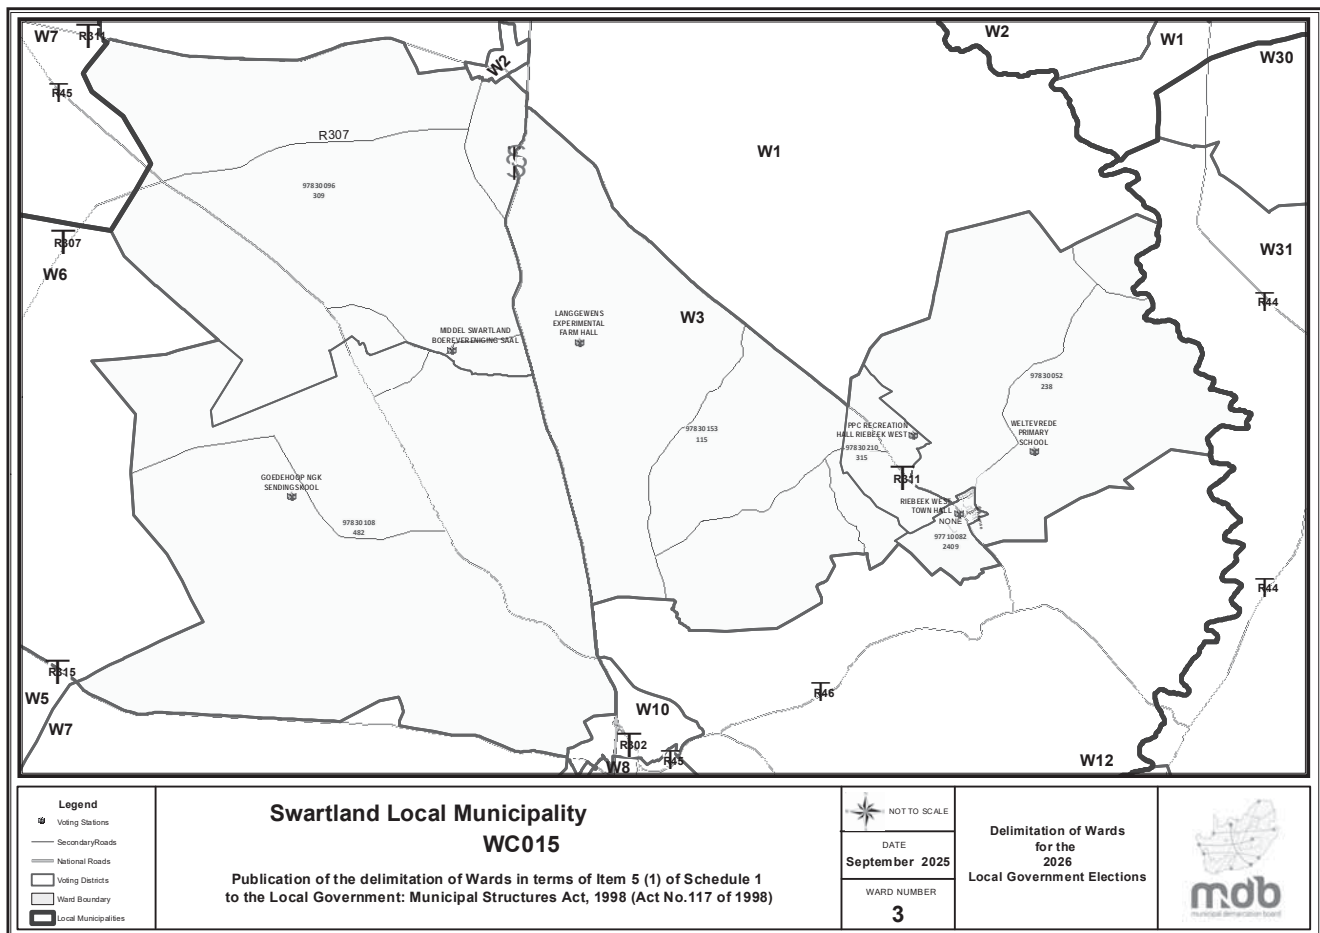 W7
R311
W2
W2
W1
W30
R45
R307
W1
97830096
309
R307
W6
W31
R44
W3
LANGGEWENS
EXPERIMENTAL
FARM HALL
MIDDEL SWARTLAND
BOEREVERENIGING SAAL
97830052
238
97830153
115
PPC RECREATION
HALL RIEBEEK WEST
97830210
315
WELTEVREDE
PRIMARY
SCHOOL
R311
GOEDEHOOP NGK
SENDINGSKOOL
97830108
482
RIEBEEK WEST
TOWN HALL
NONE
97710082
2409
R44
R315
W5
W7
R46
W10
R302
R45
W8
W12
Legend
Voting Stations
SecondaryRoads
National Roads
Voting Districts
Ward Boundary
Local Municipalities
Swartland Local Municipality
WC015
Publication of the delimitation of Wards in terms of Item 5 (1) of Schedule 1
to the Local Government: Municipal Structures Act, 1998 (Act No.117 of 1998)
NOT TO SCALE
DATE
September 2025
WARD NUMBER
3
Delimitation of Wards
for the
2026
Local Government Elections
mdb
municipal demarcation board